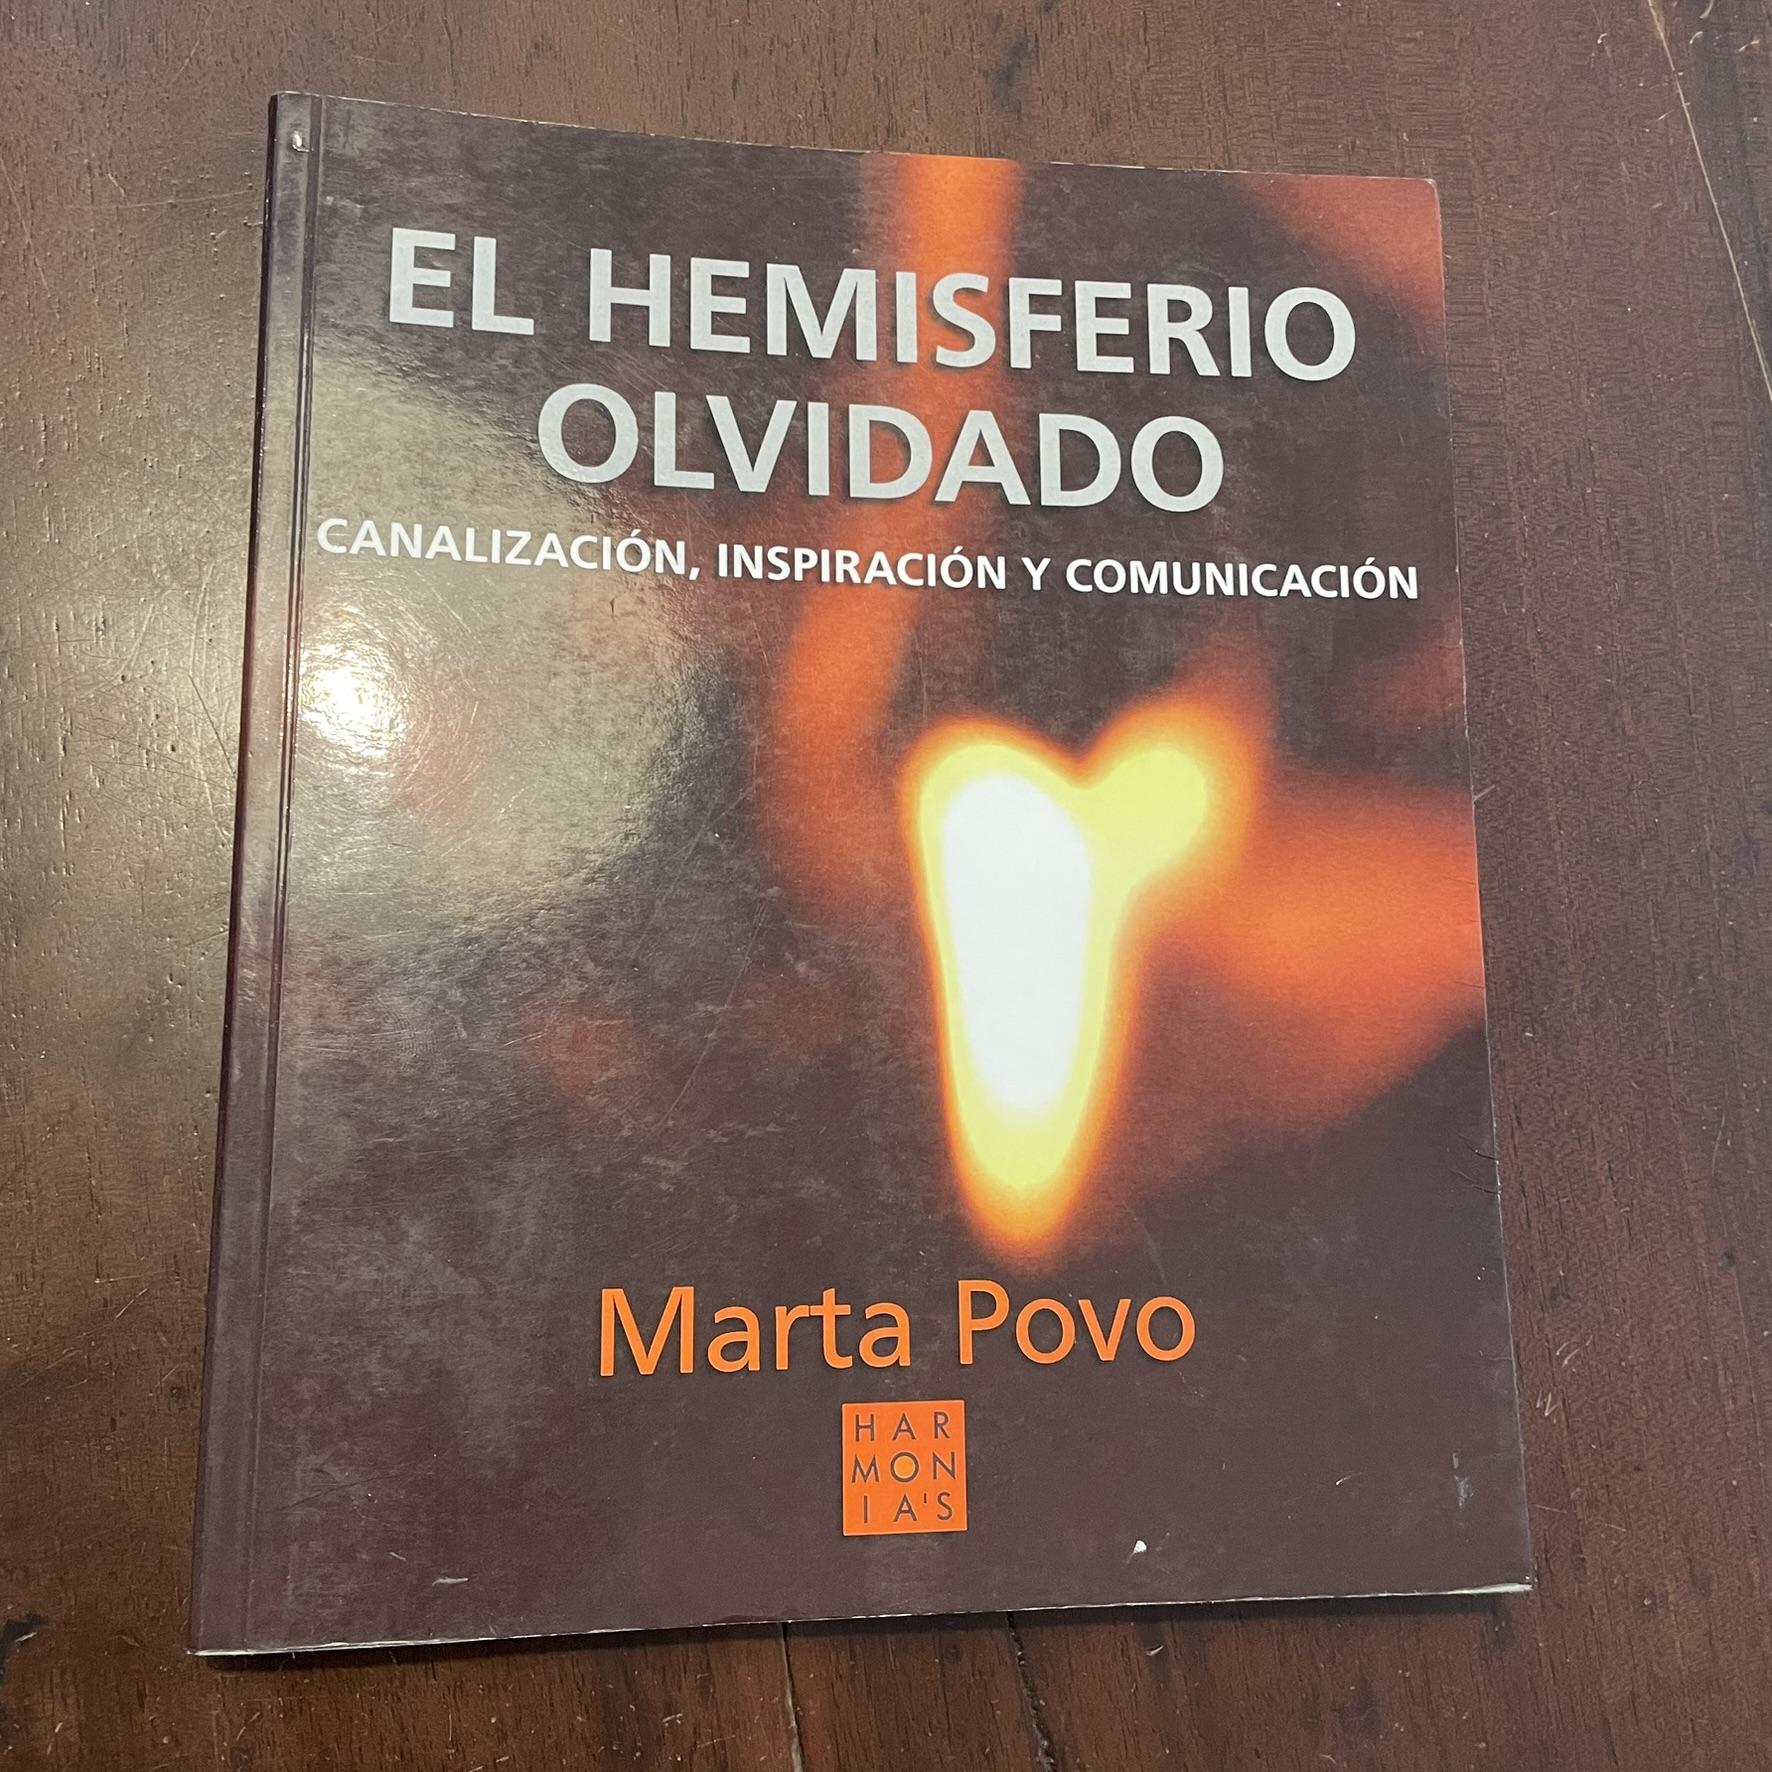 EL HEMISFERIO
OLVIDADO
CANALIZACIÓN, INSPIRACIÓN Y COMUNICACIÓN
Marta Povo
HAR
MON
IA'S